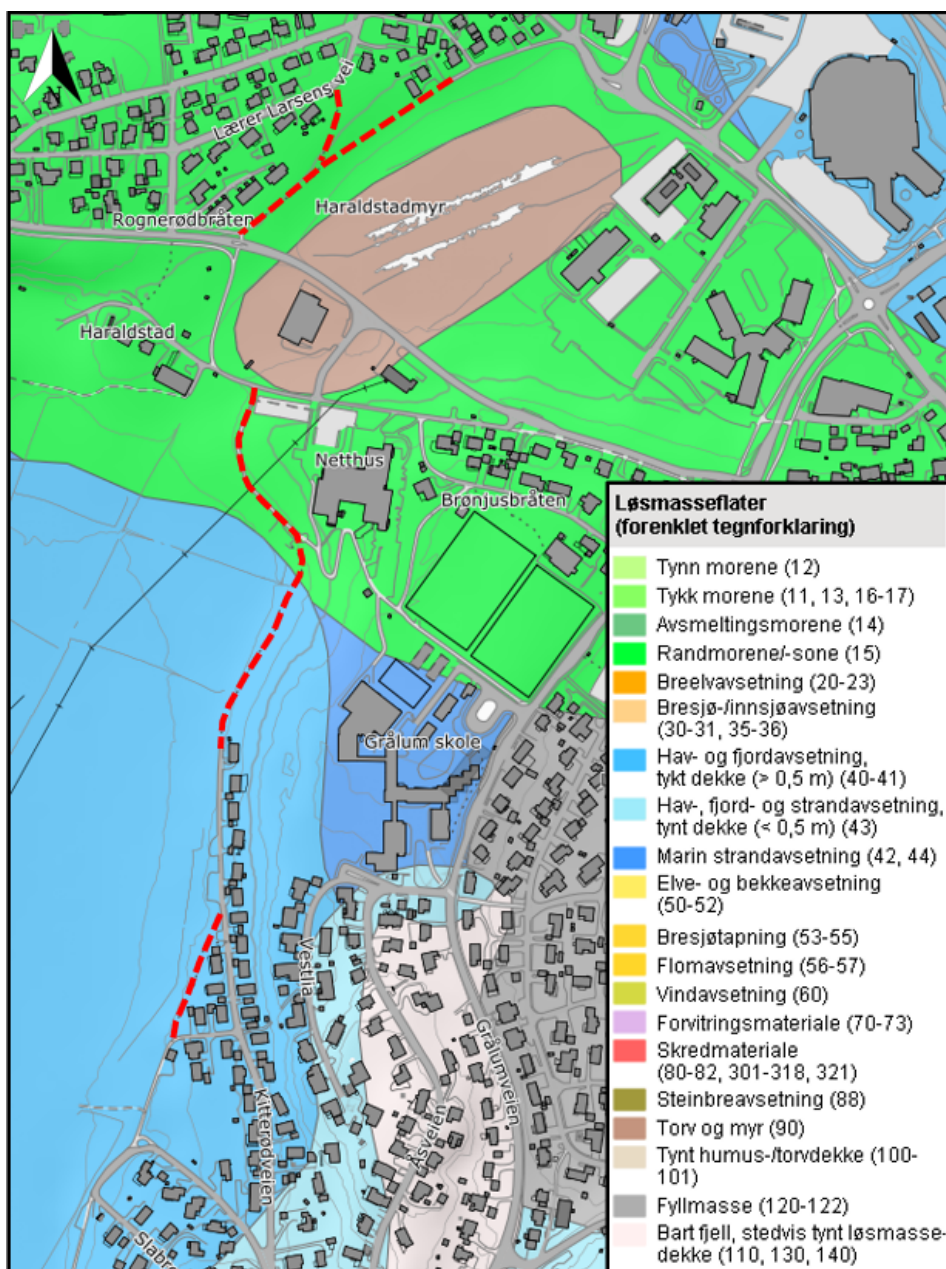 Lærer Larsens vei
Haraldstadmyr
Rognerødbråten
Haraldstad
Netthus
Brønjusbråten
Grålum skole
Vestlia
Grålumveien
Åsveien
Kitterødveien
Løsmasseflater
(forenklet tegnforklaring)
Tynn morene (12)
Tykk morene (11, 13, 16-17)
Avsmeltingsmorene (14)
Randmorene/-sone (15)
Breelvavsetning (20-23)
Bresjø-/innsjøavsetning
(30-31, 35-36)
Hav- og fjordavsetning,
tykt dekke (> 0,5 m) (40-41)
Hav-, fjord- og strandavsetning,
tynt dekke (< 0,5 m) (43)
Marin strandavsetning (42, 44)
Elve- og bekkeavsetning
(50-52)
Bresjøtapning (53-55)
Flomavsetning (56-57)
Vindavsetning (60)
Forvitringsmateriale (70-73)
Skredmateriale
(80-82, 301-318, 321)
Steinbreavsetning (88)
Torv og myr (90)
Tynt humus-/torvdekke (100-
101)
Fyllmasse (120-122)
Bart fjell, stedvis tynt løsmasse-
dekke (110, 130, 140)